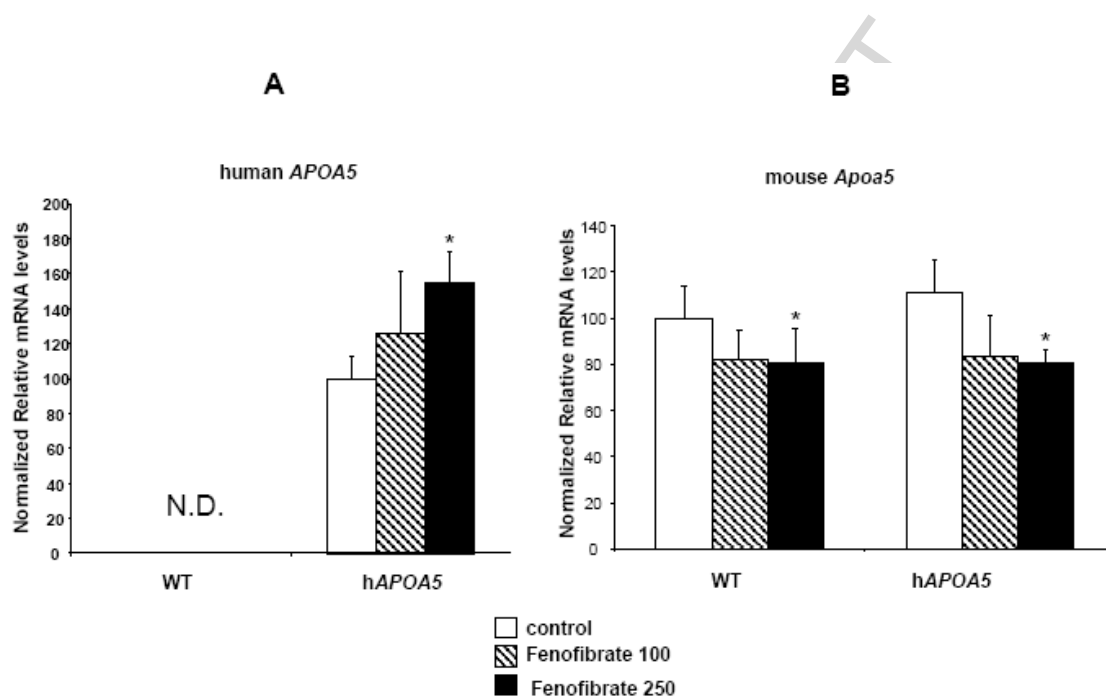 A
B
human APOA5
mouse Apoa5
Normalized Relative mRNA levels
200
180
160
140
120
100
80
60
40
20
0
*
N.D.
WT
hAPOA5
Normalized Relative mRNA levels
140
120
100
80
60
40
20
0
*
*
WT
hAPOA5
control
Fenofibrate 100
Fenofibrate 250